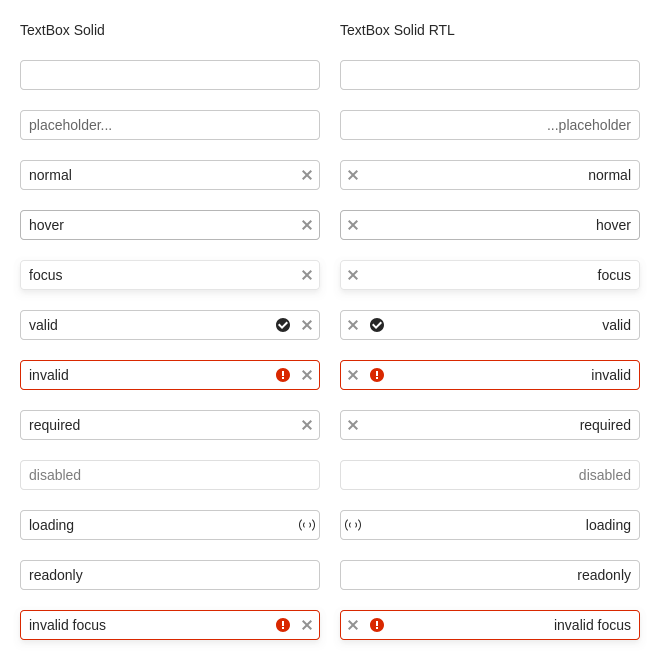 TextBox Solid
placeholder...
normal
hover
focus
valid
invalid
required
disabled
loading
readonly
invalid focus
TextBox Solid RTL
...placeholder
normal
hover
focus
valid
invalid
required
disabled
loading
readonly
invalid focus